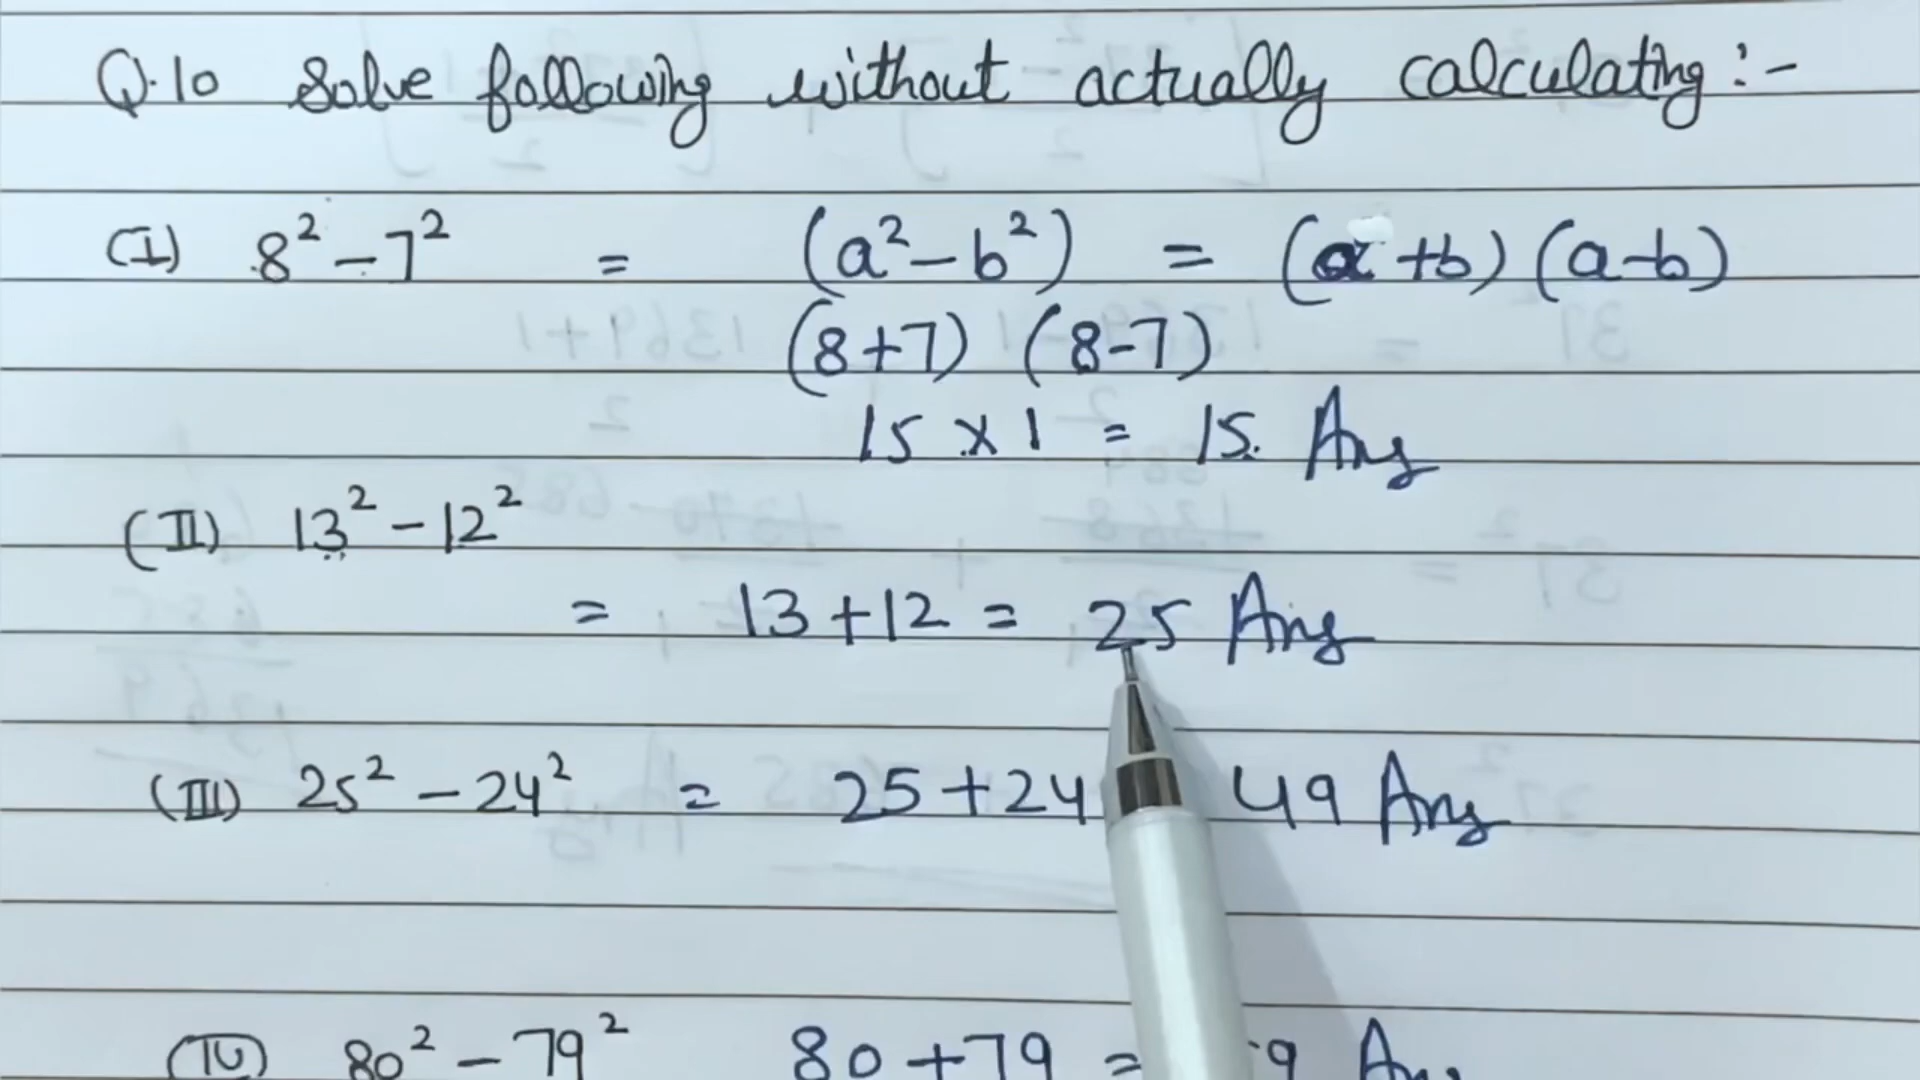 Q.10 Solve following without actually calculating:-
(I) 8² - 7² = (a² - b²) = (a + b) (a - b)
(8+7) (8-7)
15 x 1 = 15. Ans
(II) 13² - 12²
= 13 + 12 = 25 Ans
(III) 25² - 24² = 25 + 24 49 Ans
(IV) 80² - 79² 80 + 79 = Ans